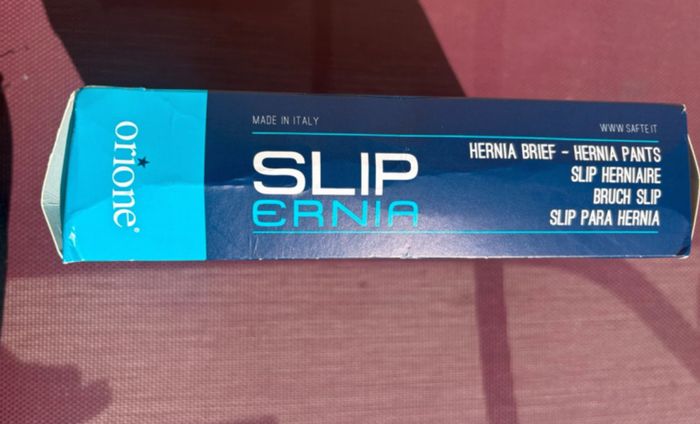 orione®
MADE IN ITALY
WWW.SAFTE.IT
SLIP
ERNIA
HERNIA BRIEF - HERNIA PANTS
SLIP HERNIAIRE
BRUCH SLIP
SLIP PARA HERNIA